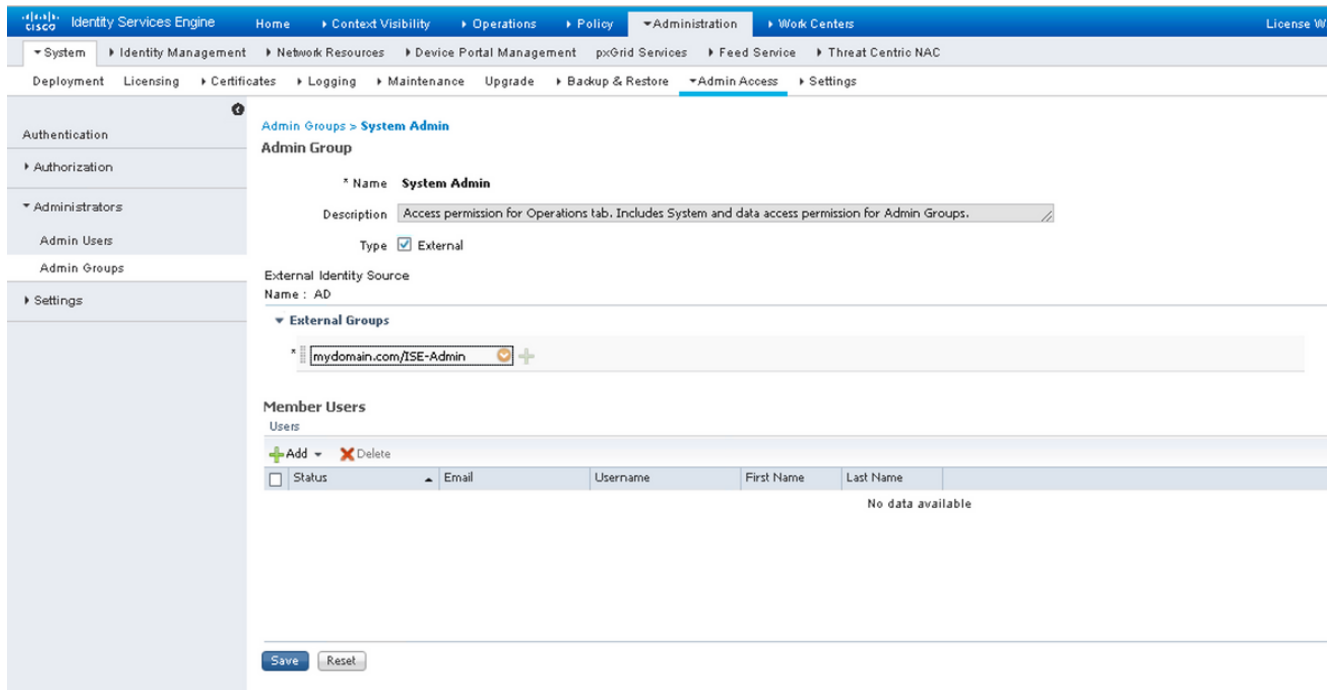 cisco Identity Services Engine Home Context Visibility Operations Policy Administration Work Centers License W
System Identity Management Network Resources Device Portal Management pxGrid Services Feed Service Threat Centric NAC
Deployment Licensing Certificates Logging Maintenance Upgrade Backup & Restore Admin Access Settings
Authentication
Authorization
Administrators
Admin Users
Admin Groups
Settings
Admin Groups > System Admin
Admin Group
* Name System Admin
Description Access permission for Operations tab. Includes System and data access permission for Admin Groups.
Type External
External Identity Source
Name : AD
External Groups
* mydomain.com/ISE-Admin
Member Users
Users
Add Delete
Status Email Username First Name Last Name
No data available
Save Reset